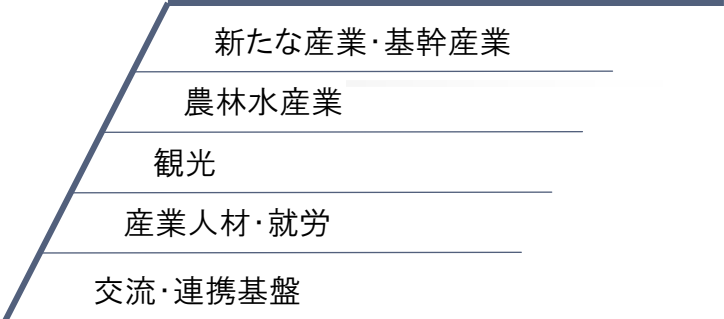 新たな産業・基幹産業
農林水産業
観光
産業人材・就労
交流・連携基盤